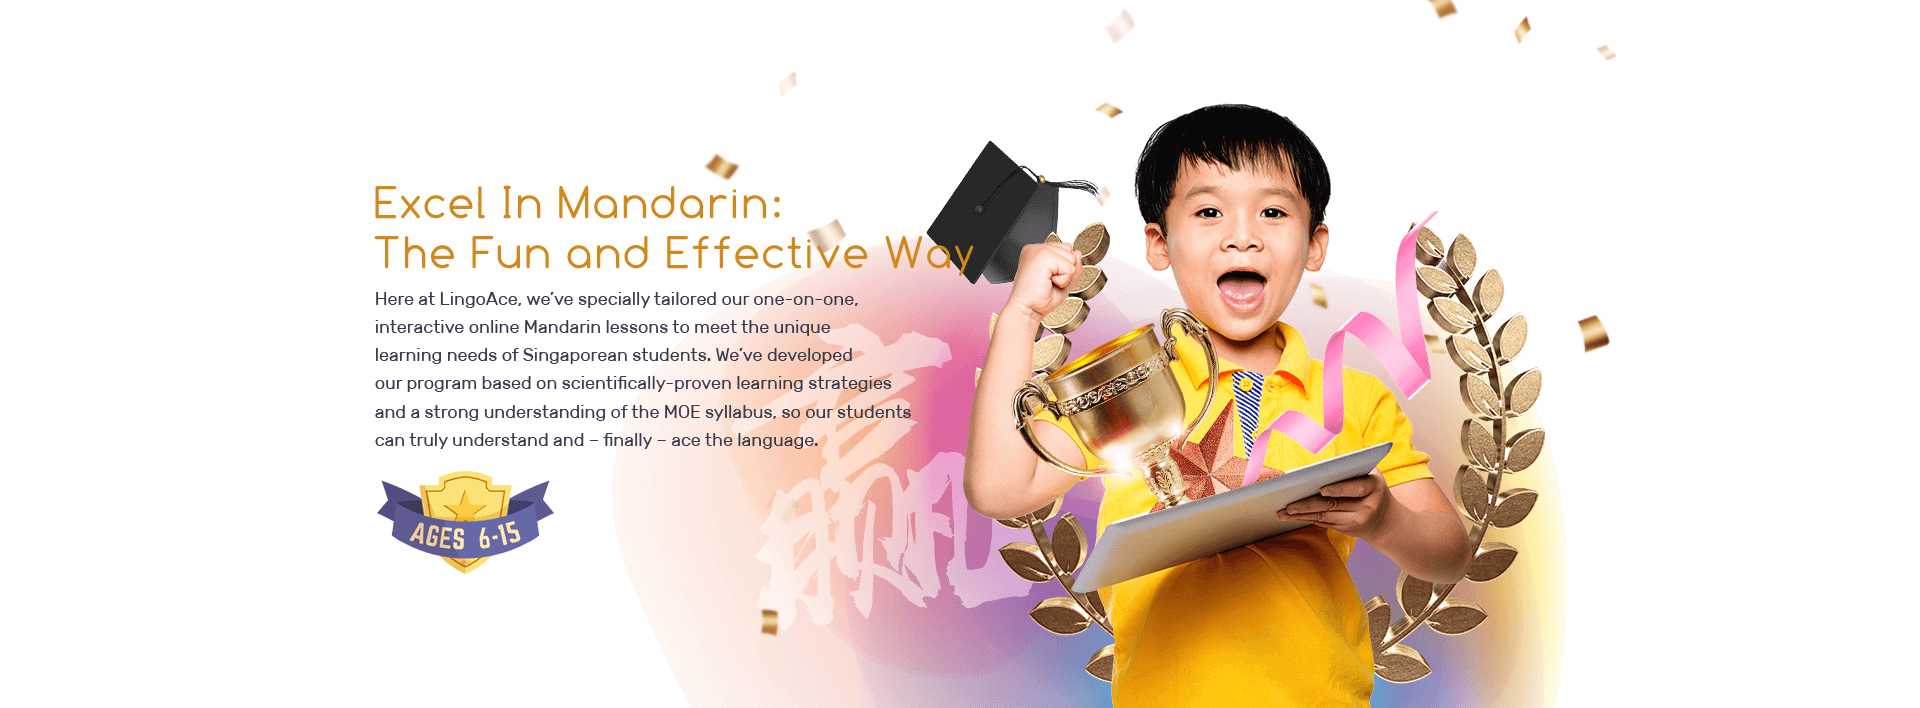 Excel In Mandarin:
The Fun and Effective Way
Here at LingoAce, we’ve specially tailored our one-on-one,
interactive online Mandarin lessons to meet the unique
learning needs of Singaporean students. We’ve developed
our program based on scientifically-proven learning strategies
and a strong understanding of the MOE syllabus, so our students
can truly understand and – finally – ace the language.
赢
AGES 6-15